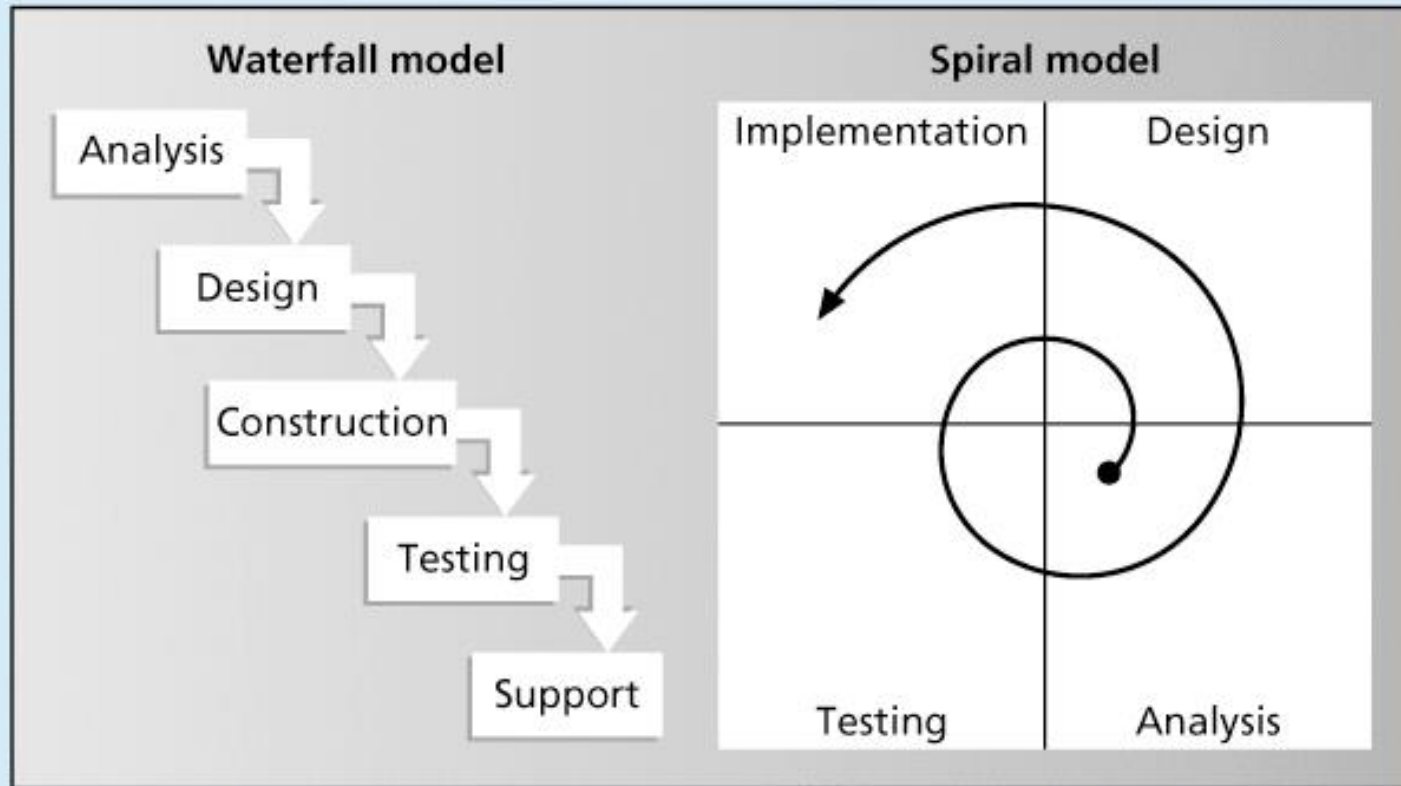 Waterfall model
Analysis
Design
Construction
Testing
Support
Spiral model
Implementation
Design
Testing
Analysis